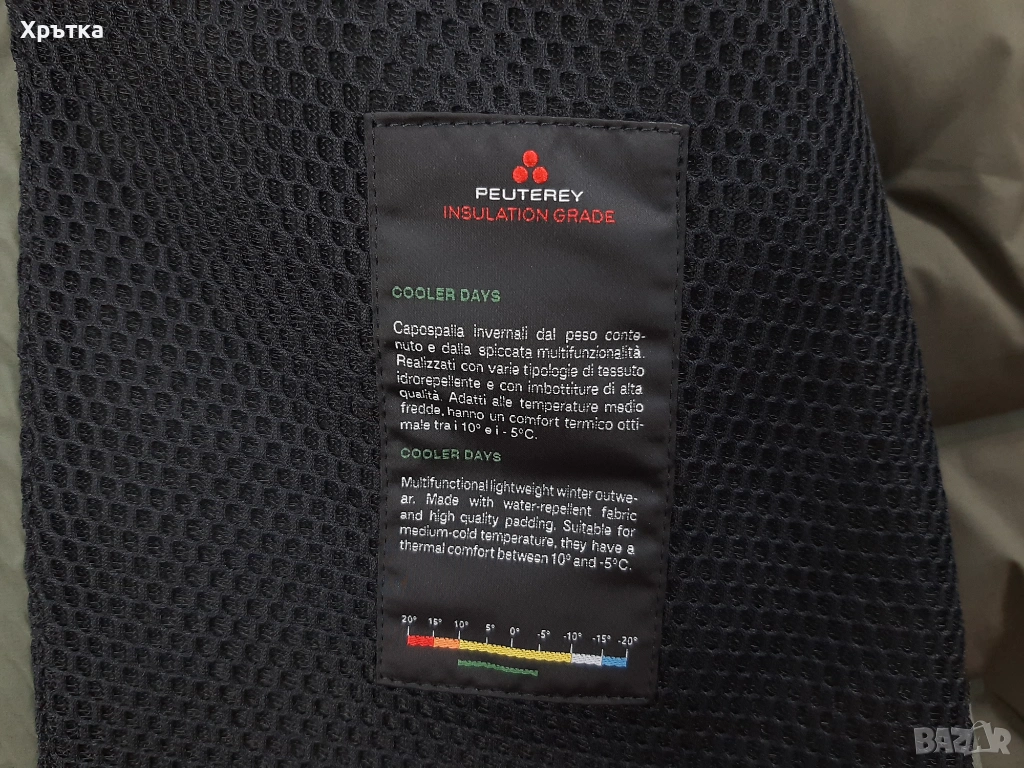 Хрътка
PEUTEREY
INSULATION GRADE
COOLER DAYS
Capospalla invernali dal peso conte-
nuto e dalla spiccata multifunzionalità.
Realizzati con varie tipologie di tessuto
idrorepellente e con imbottiture di alta
qualità. Adatti alle temperature medio
fredde, hanno un comfort termico otti-
male tra i 10° e i - 5°C.
COOLER DAYS
Multifunctional lightweight winter outwe-
ar. Made with water-repellent fabric
and high quality padding. Suitable for
medium-cold temperature, they have a
thermal comfort between 10° and -5°C.
20° 15° 10° 5° 0° -5° -10° -15° -20°
BAZAR